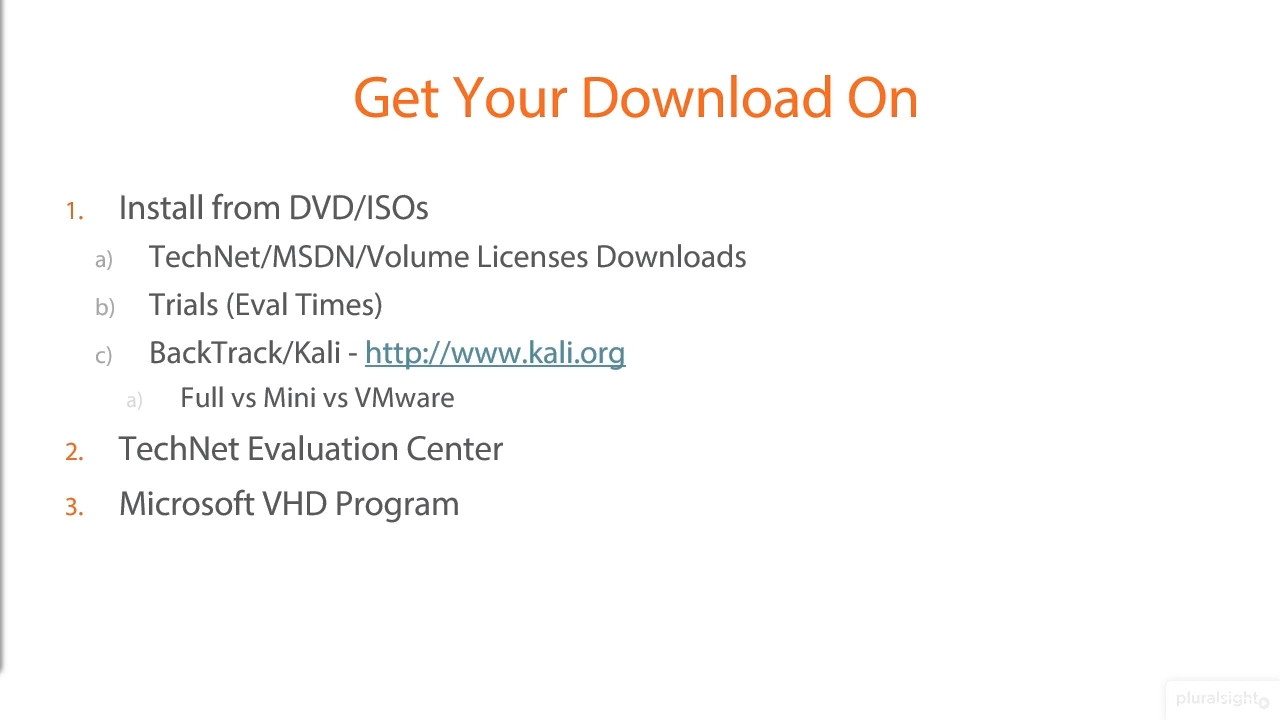 Get Your Download On
1. Install from DVD/ISOs
a) TechNet/MSDN/Volume Licenses Downloads
b) Trials (Eval Times)
c) BackTrack/Kali - http://www.kali.org
a) Full vs Mini vs VMware
2. TechNet Evaluation Center
3. Microsoft VHD Program
pluralsight